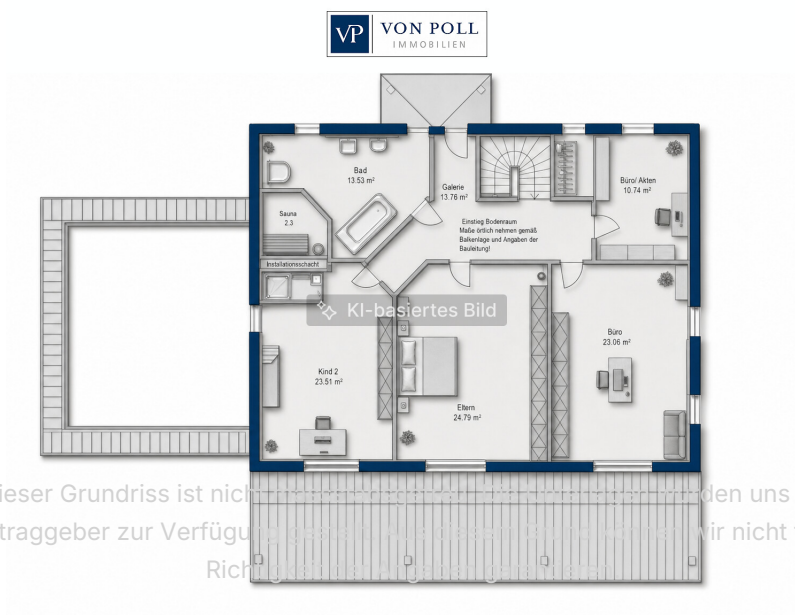 VP VON POLL
IMMOBILIEN
Bad
13.53 m²
Galerie
13.76 m²
Büro/ Akten
10.74 m²
Sauna
2.3
Einstieg Bodenraum
Maße örtlich nehmen gemäß
Balkenlage und Angaben der
Bauleitung!
Installationsschacht
KI-basiertes Bild
Büro
23.06 m²
Kind 2
23.51 m²
Eltern
24.79 m²
ieser Grundriss ist nicht den uns
traggeber zur Verfügung wir nicht